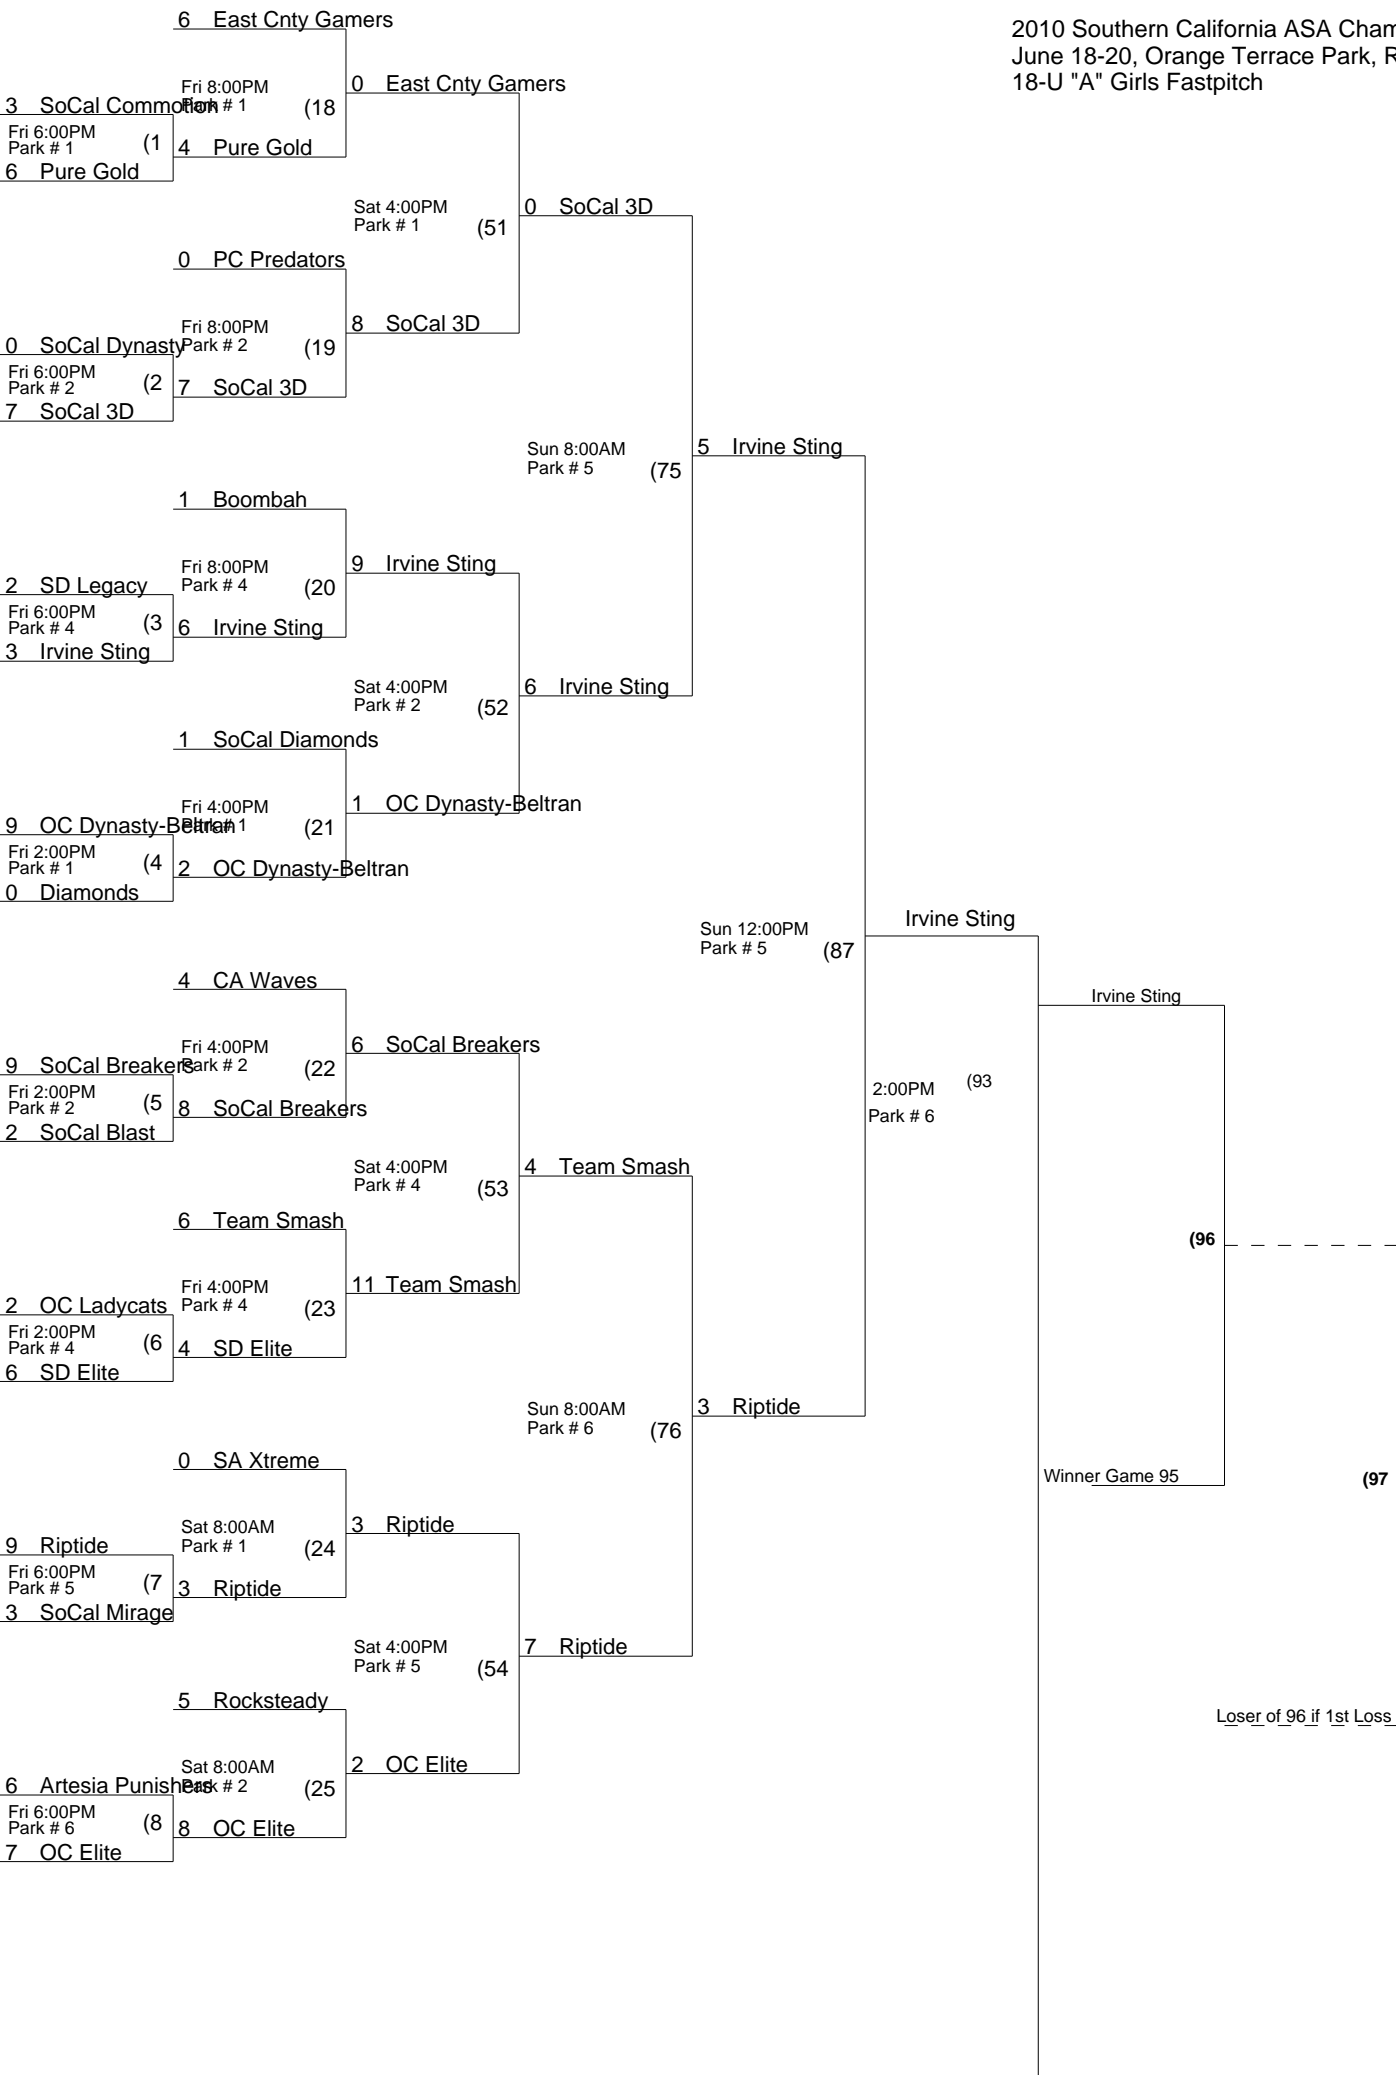 2010 Southern California ASA Cham
June 18-20, Orange Terrace Park, R
18-U "A" Girls Fastpitch
6 East Cnty Gamers
Fri 8:00PM
Park # 1 (18
0 East Cnty Gamers
3 SoCal Commotion
Fri 6:00PM
Park # 1 (1
4 Pure Gold
6 Pure Gold
Sat 4:00PM
Park # 1 (51
0 SoCal 3D
0 PC Predators
Fri 8:00PM
Park # 2 (19
8 SoCal 3D
0 SoCal Dynasty
Fri 6:00PM
Park # 2 (2
7 SoCal 3D
7 SoCal 3D
Sun 8:00AM
Park # 5 (75
5 Irvine Sting
1 Boombah
Fri 8:00PM
Park # 4 (20
9 Irvine Sting
2 SD Legacy
Fri 6:00PM
Park # 4 (3
6 Irvine Sting
3 Irvine Sting
Sat 4:00PM
Park # 2 (52
6 Irvine Sting
1 SoCal Diamonds
Fri 4:00PM
Park # 1 (21
1 OC Dynasty-Beltran
9 OC Dynasty-Beltran
Fri 2:00PM
Park # 1 (4
2 OC Dynasty-Beltran
0 Diamonds
Sun 12:00PM
Park # 5 (87
Irvine Sting
4 CA Waves
Irvine Sting
Fri 4:00PM
Park # 2 (22
6 SoCal Breakers
9 SoCal Breakers
Fri 2:00PM
Park # 2 (5
8 SoCal Breakers
2 SoCal Blast
2:00PM (93
Park # 6
Sat 4:00PM
Park # 4 (53
4 Team Smash
6 Team Smash
(96
Fri 4:00PM
Park # 4 (23
11 Team Smash
2 OC Ladycats
Fri 2:00PM
Park # 4 (6
4 SD Elite
6 SD Elite
Sun 8:00AM
Park # 6 (76
3 Riptide
0 SA Xtreme
Winner Game 95
(97
Sat 8:00AM
Park # 1 (24
3 Riptide
9 Riptide
Fri 6:00PM
Park # 5 (7
3 Riptide
3 SoCal Mirage
Sat 4:00PM
Park # 5 (54
7 Riptide
5 Rocksteady
Loser of 96 if 1st Loss
Sat 8:00AM
Park # 2 (25
2 OC Elite
6 Artesia Punishers
Fri 6:00PM
Park # 6 (8
8 OC Elite
7 OC Elite